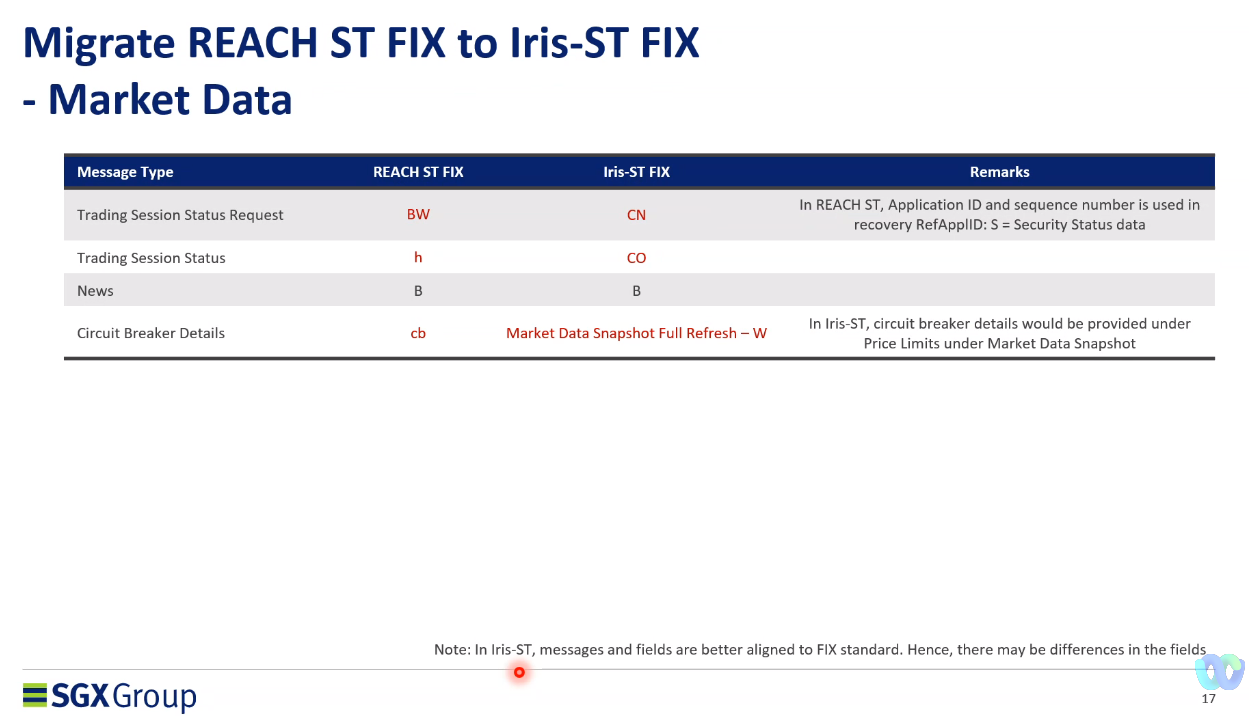 Migrate REACH ST FIX to Iris-ST FIX
- Market Data
Message Type REACH ST FIX Iris-ST FIX Remarks
Trading Session Status Request BW CN In REACH ST, Application ID and sequence number is used in
recovery RefApplID: S = Security Status data
Trading Session Status h CO
News B B
Circuit Breaker Details cb Market Data Snapshot Full Refresh – W In Iris-ST, circuit breaker details would be provided under
Price Limits under Market Data Snapshot
Note: In Iris-ST, messages and fields are better aligned to FIX standard. Hence, there may be differences in the fields
SGX Group
17